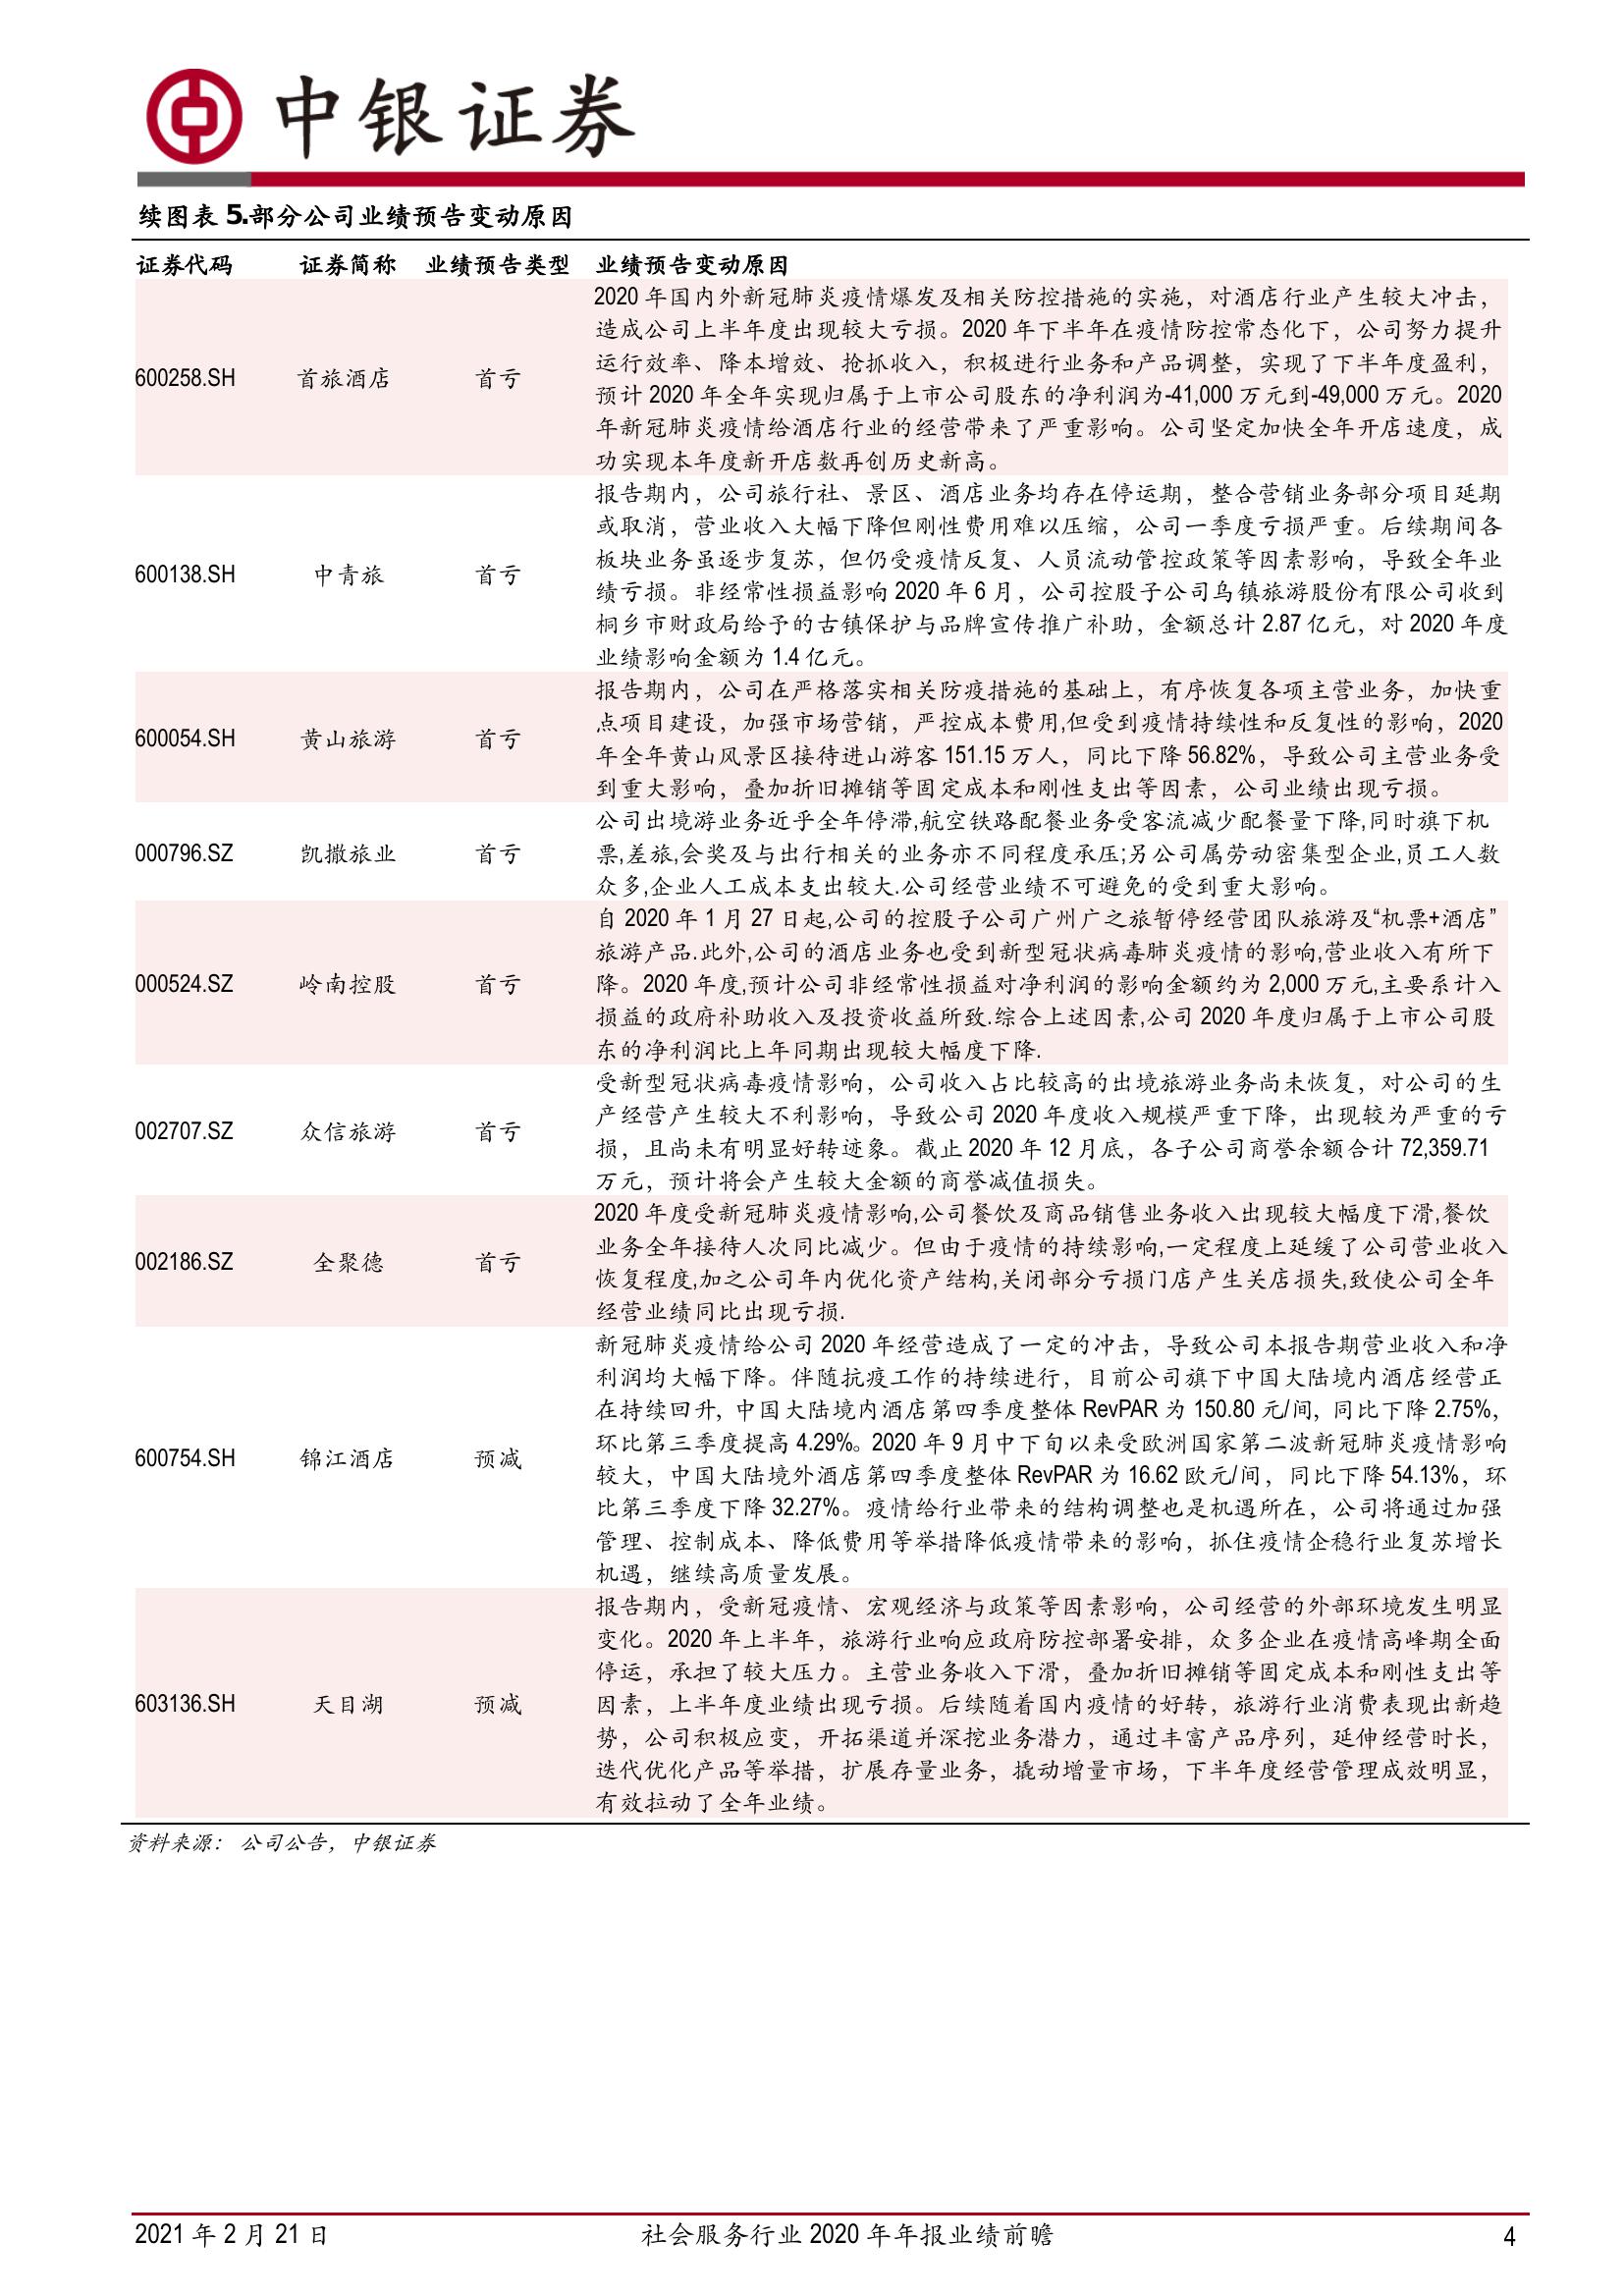 中银证券
续图表 5.部分公司业绩预告变动原因
证券代码 证券简称 业绩预告类型 业绩预告变动原因
600258.SH 首旅酒店 首亏
2020 年国内外新冠肺炎疫情爆发及相关防控措施的实施，对酒店行业产生较大冲击，
造成公司上半年度出现较大亏损。2020 年下半年在疫情防控常态化下，公司努力提升
运行效率、降本增效、抢抓收入，积极进行业务和产品调整，实现了下半年度盈利，
预计 2020 年全年实现归属于上市公司股东的净利润为-41,000 万元到-49,000 万元。2020
年新冠肺炎疫情给酒店行业的经营带来了严重影响。公司坚定加快全年开店速度，成
功实现本年度新开店数再创历史新高。
600138.SH 中青旅 首亏
报告期内，公司旅行社、景区、酒店业务均存在停运期，整合营销业务部分项目延期
或取消，营业收入大幅下降但刚性费用难以压缩，公司一季度亏损严重。后续期间各
板块业务虽逐步复苏，但仍受疫情反复、人员流动管控政策等因素影响，导致全年业
绩亏损。非经常性损益影响 2020 年 6 月，公司控股子公司乌镇旅游股份有限公司收到
桐乡市财政局给予的古镇保护与品牌宣传推广补助，金额总计 2.87 亿元，对 2020 年度
业绩影响金额为 1.4 亿元。
600054.SH 黄山旅游 首亏
报告期内，公司在严格落实相关防疫措施的基础上，有序恢复各项主营业务，加快重
点项目建设，加强市场营销，严控成本费用,但受到疫情持续性和反复性的影响，2020
年全年黄山风景区接待进山游客 151.15 万人，同比下降 56.82%，导致公司主营业务受
到重大影响，叠加折旧摊销等固定成本和刚性支出等因素，公司业绩出现亏损。
000796.SZ 凯撒旅业 首亏
公司出境游业务近乎全年停滞,航空铁路配餐业务受客流减少配餐量下降,同时旗下机
票,差旅,会奖及与出行相关的业务亦不同程度承压;另公司属劳动密集型企业,员工人数
众多,企业人工成本支出较大.公司经营业绩不可避免的受到重大影响。
000524.SZ 岭南控股 首亏
自 2020 年 1 月 27 日起,公司的控股子公司广州广之旅暂停经营团队旅游及“机票+酒店”
旅游产品.此外,公司的酒店业务也受到新型冠状病毒肺炎疫情的影响,营业收入有所下
降。2020 年度,预计公司非经常性损益对净利润的影响金额约为 2,000 万元,主要系计入
损益的政府补助收入及投资收益所致.综合上述因素,公司 2020 年度归属于上市公司股
东的净利润比上年同期出现较大幅度下降.
002707.SZ 众信旅游 首亏
受新型冠状病毒疫情影响，公司收入占比较高的出境旅游业务尚未恢复，对公司的生
产经营产生较大不利影响，导致公司 2020 年度收入规模严重下降，出现较为严重的亏
损，且尚未有明显好转迹象。截止 2020 年 12 月底，各子公司商誉余额合计 72,359.71
万元，预计将会产生较大金额的商誉减值损失。
002186.SZ 全聚德 首亏
2020 年度受新冠肺炎疫情影响,公司餐饮及商品销售业务收入出现较大幅度下滑,餐饮
业务全年接待人次同比减少。但由于疫情的持续影响,一定程度上延缓了公司营业收入
恢复程度,加之公司年内优化资产结构,关闭部分亏损门店产生关店损失,致使公司全年
经营业绩同比出现亏损.
600754.SH 锦江酒店 预减
新冠肺炎疫情给公司 2020 年经营造成了一定的冲击，导致公司本报告期营业收入和净
利润均大幅下降。伴随抗疫工作的持续进行，目前公司旗下中国大陆境内酒店经营正
在持续回升, 中国大陆境内酒店第四季度整体 RevPAR 为 150.80 元/间, 同比下降 2.75%,
环比第三季度提高 4.29%。2020 年 9 月中下旬以来受欧洲国家第二波新冠肺炎疫情影响
较大，中国大陆境外酒店第四季度整体 RevPAR 为 16.62 欧元/间，同比下降 54.13%，环
比第三季度下降 32.27%。疫情给行业带来的结构调整也是机遇所在，公司将通过加强
管理、控制成本、降低费用等举措降低疫情带来的影响，抓住疫情企稳行业复苏增长
机遇，继续高质量发展。
603136.SH 天目湖 预减
报告期内，受新冠疫情、宏观经济与政策等因素影响，公司经营的外部环境发生明显
变化。2020 年上半年，旅游行业响应政府防控部署安排，众多企业在疫情高峰期全面
停运，承担了较大压力。主营业务收入下滑，叠加折旧摊销等固定成本和刚性支出等
因素，上半年度业绩出现亏损。后续随着国内疫情的好转，旅游行业消费表现出新趋
势，公司积极应变，开拓渠道并深挖业务潜力，通过丰富产品序列，延伸经营时长，
迭代优化产品等举措，扩展存量业务，撬动增量市场，下半年度经营管理成效明显，
有效拉动了全年业绩。
资料来源：公司公告，中银证券
2021 年 2 月 21 日 社会服务行业 2020 年年报业绩前瞻 4